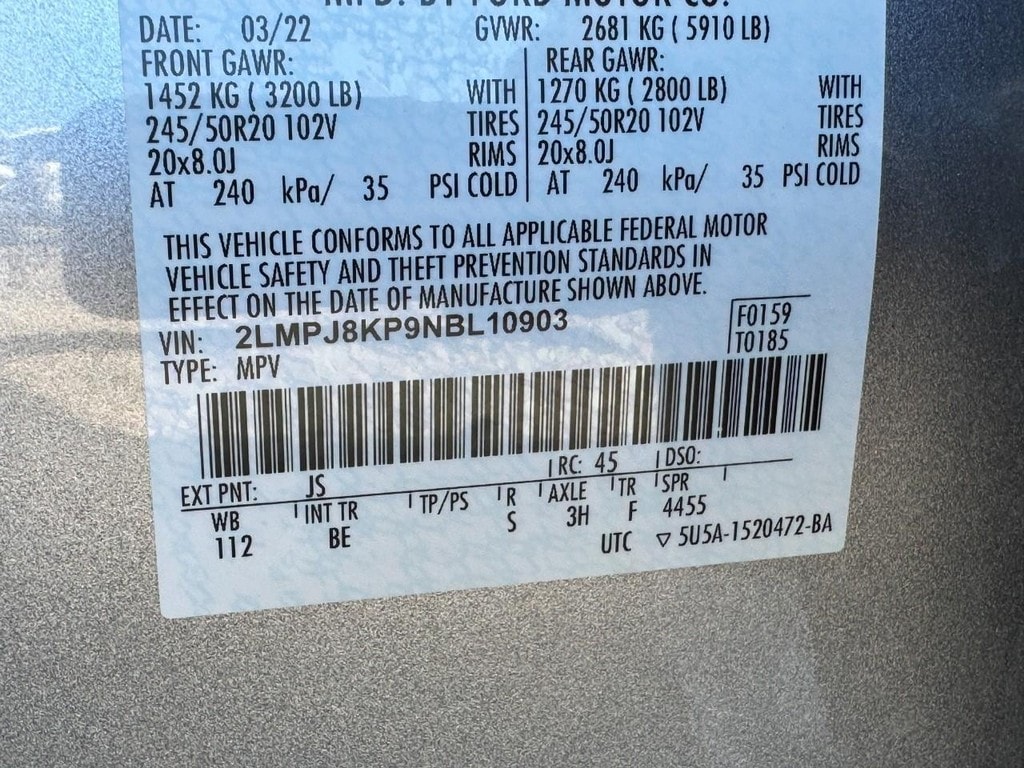 MFD. BY FORD MOTOR CO.
DATE: 03/22 GVWR: 2681 KG ( 5910 LB)
FRONT GAWR: REAR GAWR:
1452 KG ( 3200 LB) WITH 1270 KG ( 2800 LB) WITH
245/50R20 102V TIRES 245/50R20 102V TIRES
20x8.0J RIMS 20x8.0J RIMS
AT 240 kPa/ 35 PSI COLD AT 240 kPa/ 35 PSI COLD
THIS VEHICLE CONFORMS TO ALL APPLICABLE FEDERAL MOTOR
VEHICLE SAFETY AND THEFT PREVENTION STANDARDS IN
EFFECT ON THE DATE OF MANUFACTURE SHOWN ABOVE.
VIN: 2LMPJ8KP9NBL10903 F0159
TYPE: MPV T0185
EXT PNT: JS RC: 45 DSO:
WB INT TR TP/PS R AXLE TR SPR
112 BE S 3H F 4455
UTC ▽ 5U5A-1520472-BA